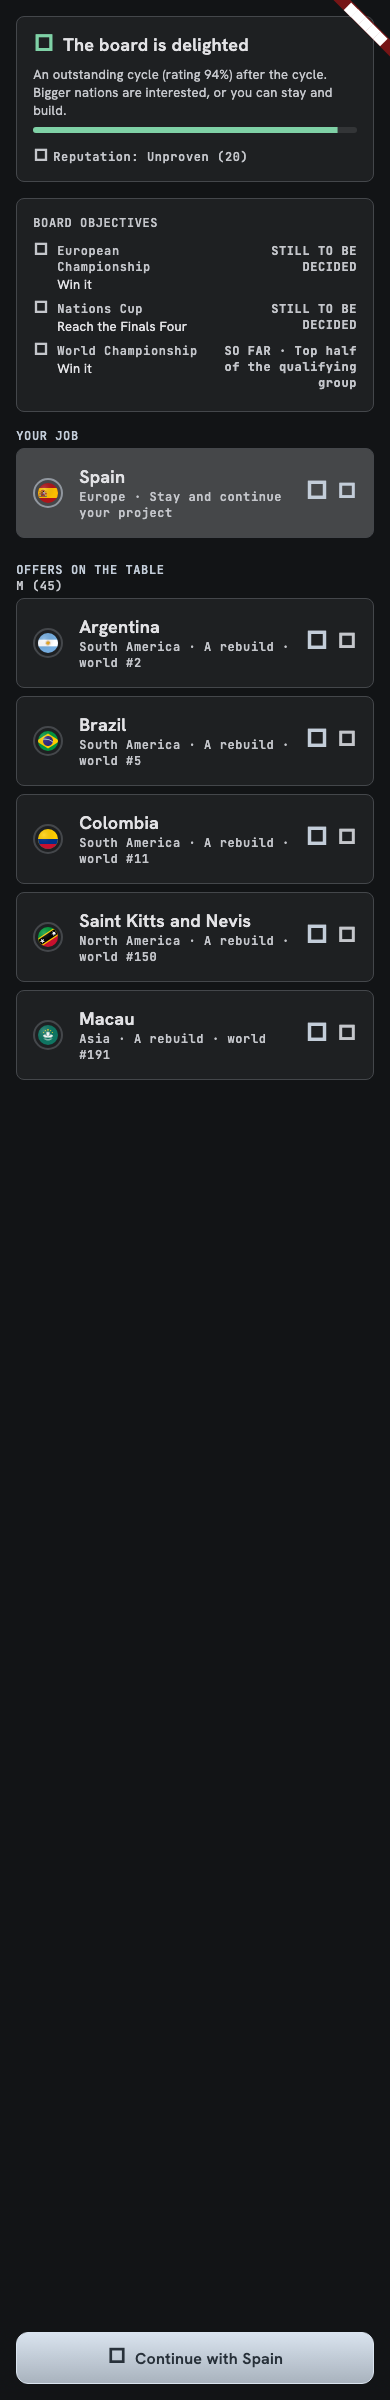 The board is delighted
An outstanding cycle (rating 94%) after the cycle.
Bigger nations are interested, or you can stay and
build.
Reputation: Unproven (20)
BOARD OBJECTIVES
European
Championship
Win it
STILL TO BE
DECIDED
Nations Cup
Reach the Finals Four
STILL TO BE
DECIDED
World Championship
Win it
SO FAR · Top half
of the qualifying
group
YOUR JOB
Spain
Europe · Stay and continue
your project
OFFERS ON THE TABLE
M (45)
Argentina
South America · A rebuild ·
world #2
Brazil
South America · A rebuild ·
world #5
Colombia
South America · A rebuild ·
world #11
Saint Kitts and Nevis
North America · A rebuild ·
world #150
Macau
Asia · A rebuild · world
#191
Continue with Spain